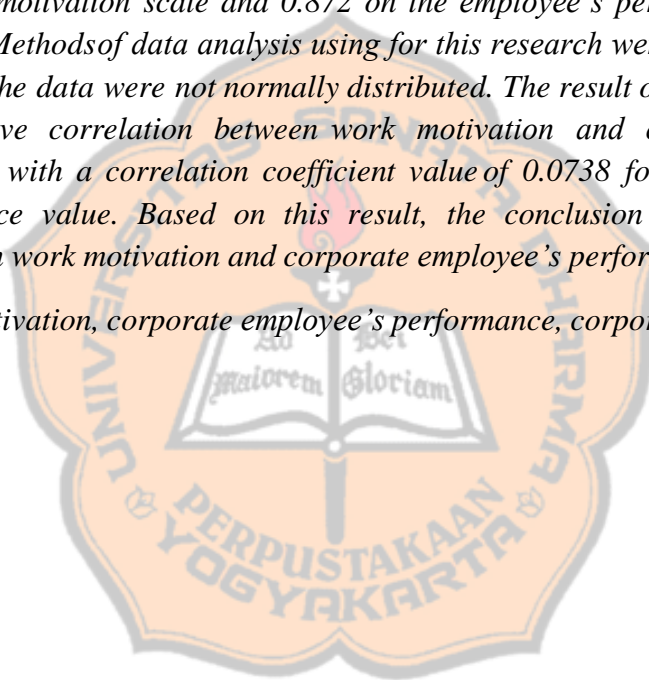 motivation scale and 0.872 on the employee's per
Methodsof data analysis using for this research wer
he data were not normally distributed. The result o
ve correlation between work motivation and
with a correlation coefficient value of 0.0738 fo
ce value. Based on this result, the conclusion
n work motivation and corporate employee's perfor
tivation, corporate employee's performance, corpor
UNIVERSITAS SANATA DHARMA
Ad Dei
Maiorem Gloriam
PERPUSTAKAAN
YOGYAKARTA